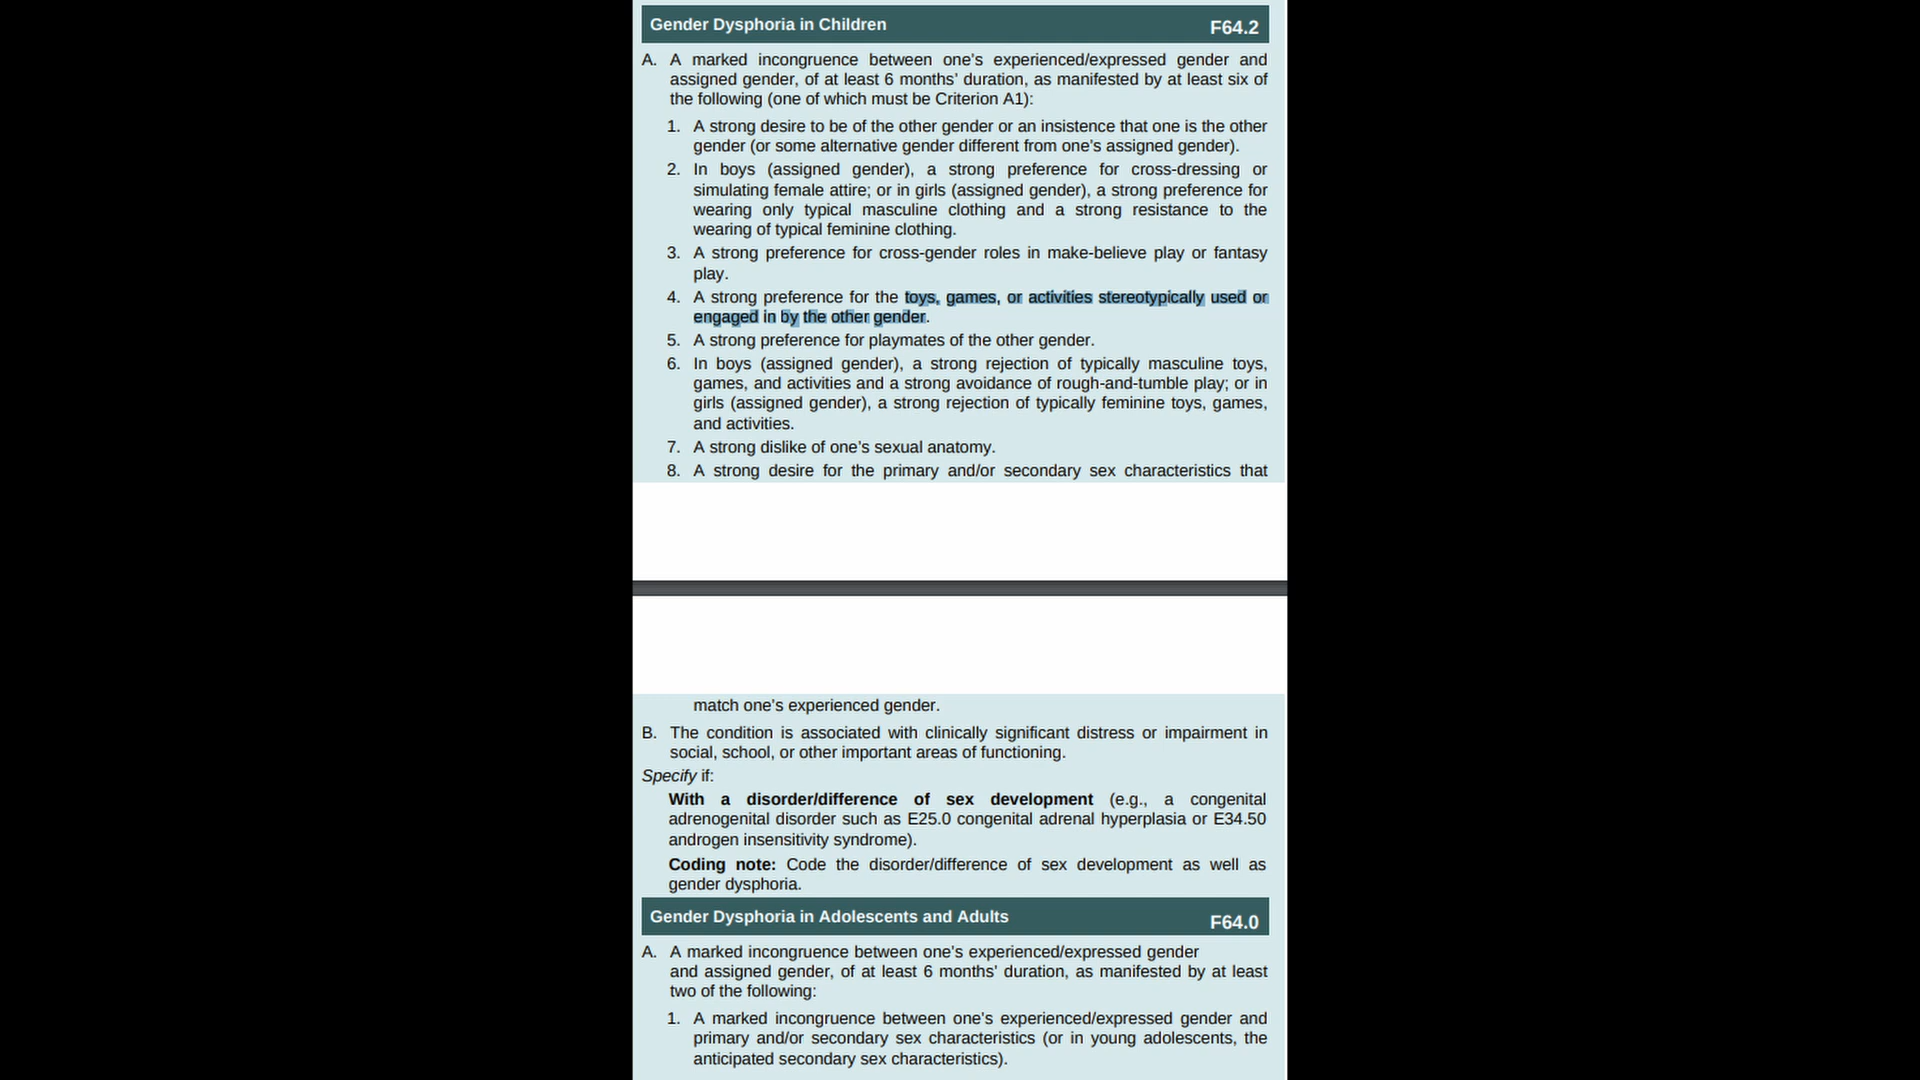 Gender Dysphoria in Children F64.2
A. A marked incongruence between one's experienced/expressed gender and
assigned gender, of at least 6 months' duration, as manifested by at least six of
the following (one of which must be Criterion A1):
1. A strong desire to be of the other gender or an insistence that one is the other
gender (or some alternative gender different from one's assigned gender).
2. In boys (assigned gender), a strong preference for cross-dressing or
simulating female attire; or in girls (assigned gender), a strong preference for
wearing only typical masculine clothing and a strong resistance to the
wearing of typical feminine clothing.
3. A strong preference for cross-gender roles in make-believe play or fantasy
play.
4. A strong preference for the toys, games, or activities stereotypically used or
engaged in by the other gender.
5. A strong preference for playmates of the other gender.
6. In boys (assigned gender), a strong rejection of typically masculine toys,
games, and activities and a strong avoidance of rough-and-tumble play; or in
girls (assigned gender), a strong rejection of typically feminine toys, games,
and activities.
7. A strong dislike of one's sexual anatomy.
8. A strong desire for the primary and/or secondary sex characteristics that
match one's experienced gender.
B. The condition is associated with clinically significant distress or impairment in
social, school, or other important areas of functioning.
Specify if:
With a disorder/difference of sex development (e.g., a congenital
adrenogenital disorder such as E25.0 congenital adrenal hyperplasia or E34.50
androgen insensitivity syndrome).
Coding note: Code the disorder/difference of sex development as well as
gender dysphoria.
Gender Dysphoria in Adolescents and Adults F64.0
A. A marked incongruence between one's experienced/expressed gender
and assigned gender, of at least 6 months' duration, as manifested by at least
two of the following:
1. A marked incongruence between one's experienced/expressed gender and
primary and/or secondary sex characteristics (or in young adolescents, the
anticipated secondary sex characteristics).